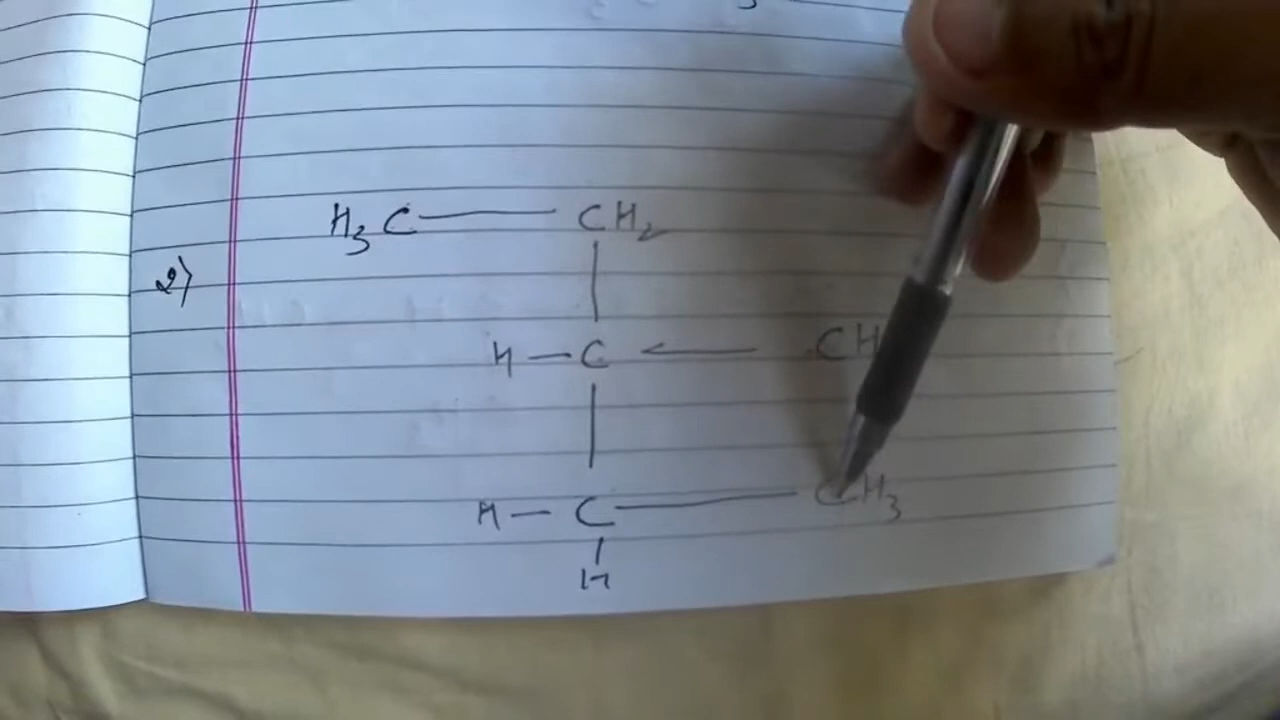 H3C — CH2
2)
H — C — CH
H — C — CH3
H